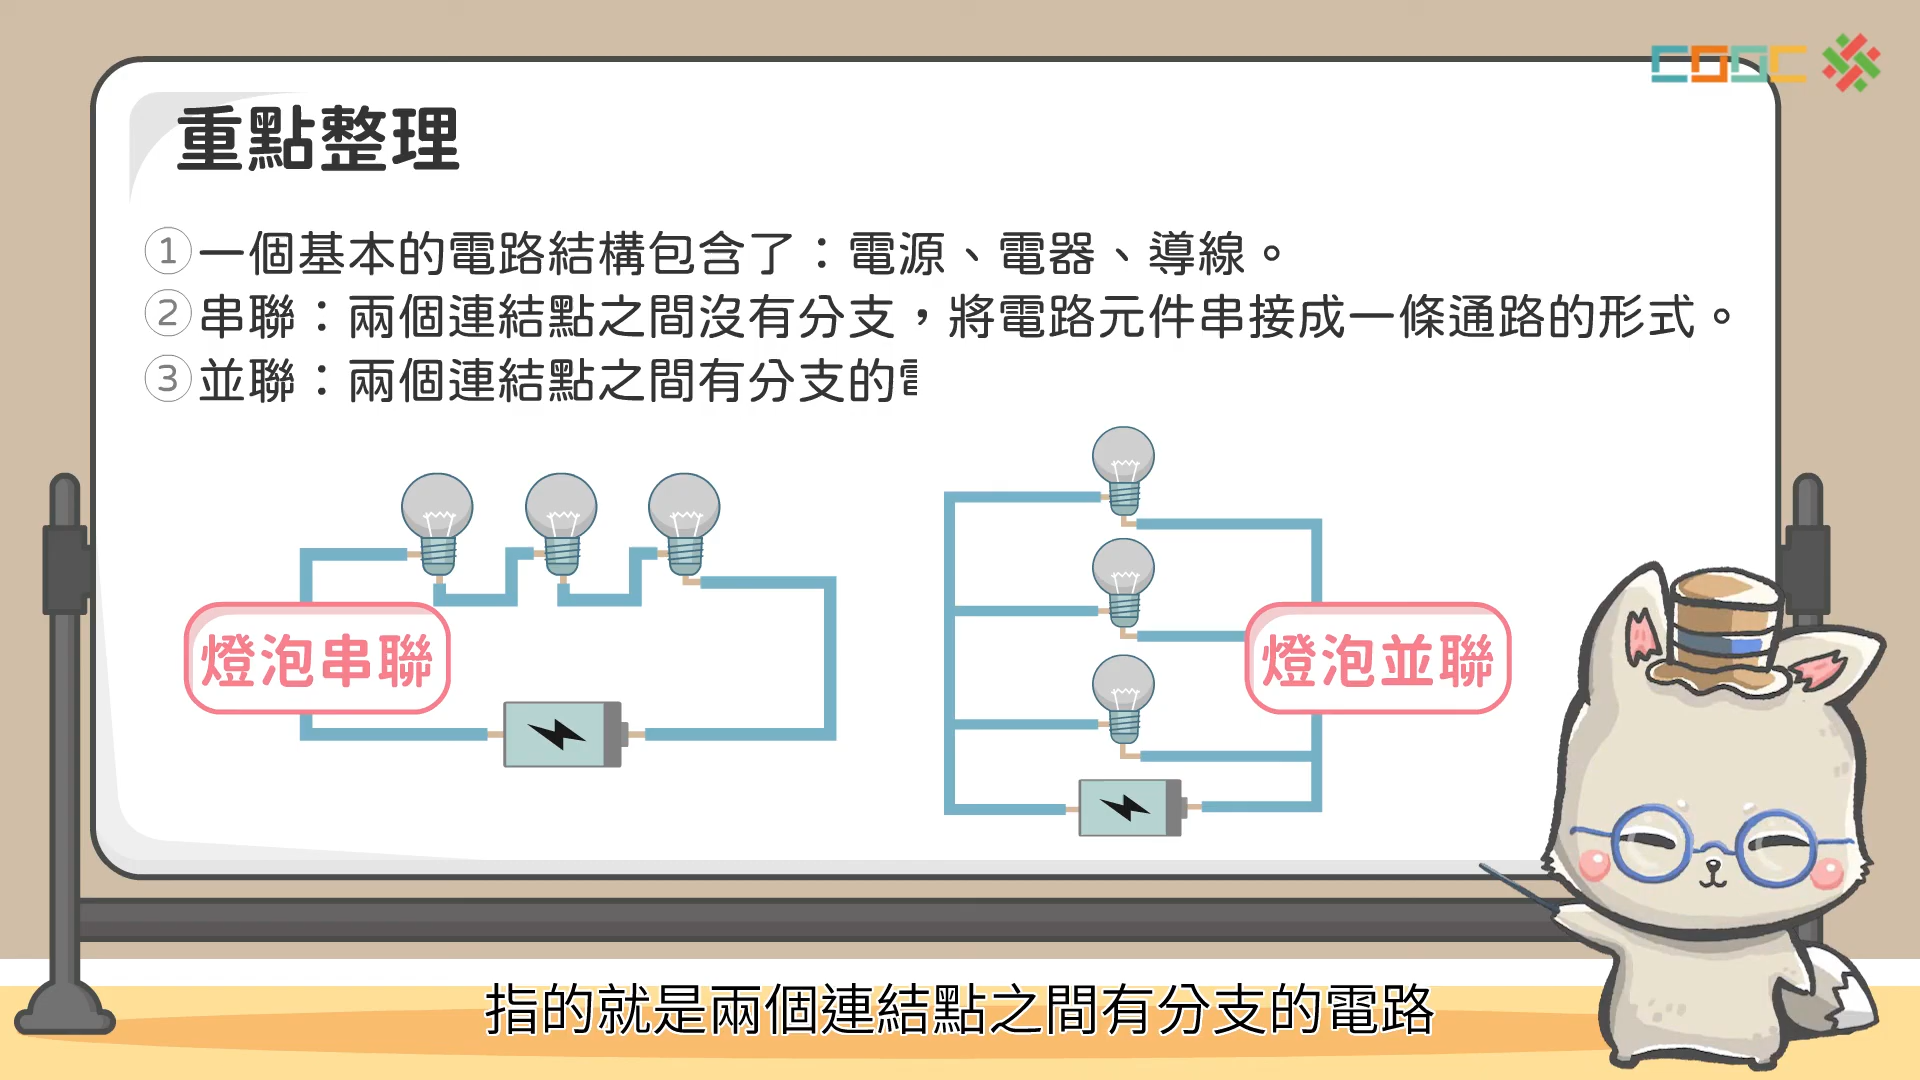 COOC
重點整理
①一個基本的電路結構包含了：電源、電器、導線。
②串聯：兩個連結點之間沒有分支，將電路元件串接成一條通路的形式。
③並聯：兩個連結點之間有分支的
燈泡串聯
燈泡並聯
指的就是兩個連結點之間有分支的電路